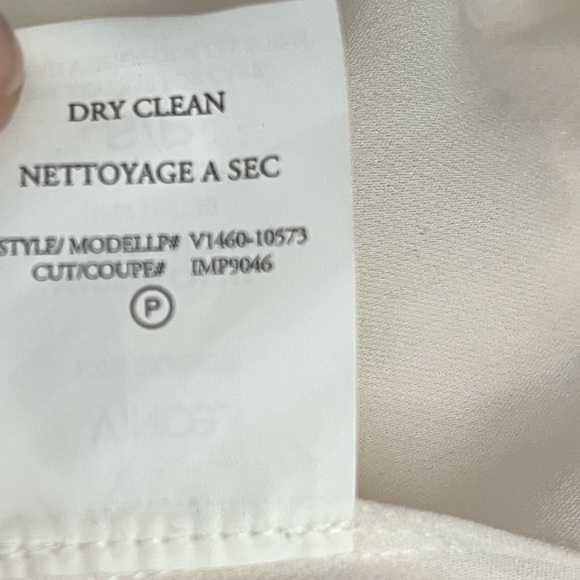 DRY CLEAN
NETTOYAGE A SEC
STYLE/ MODELLP# V1460-10573
CUT/COUPE# IMP9046
P